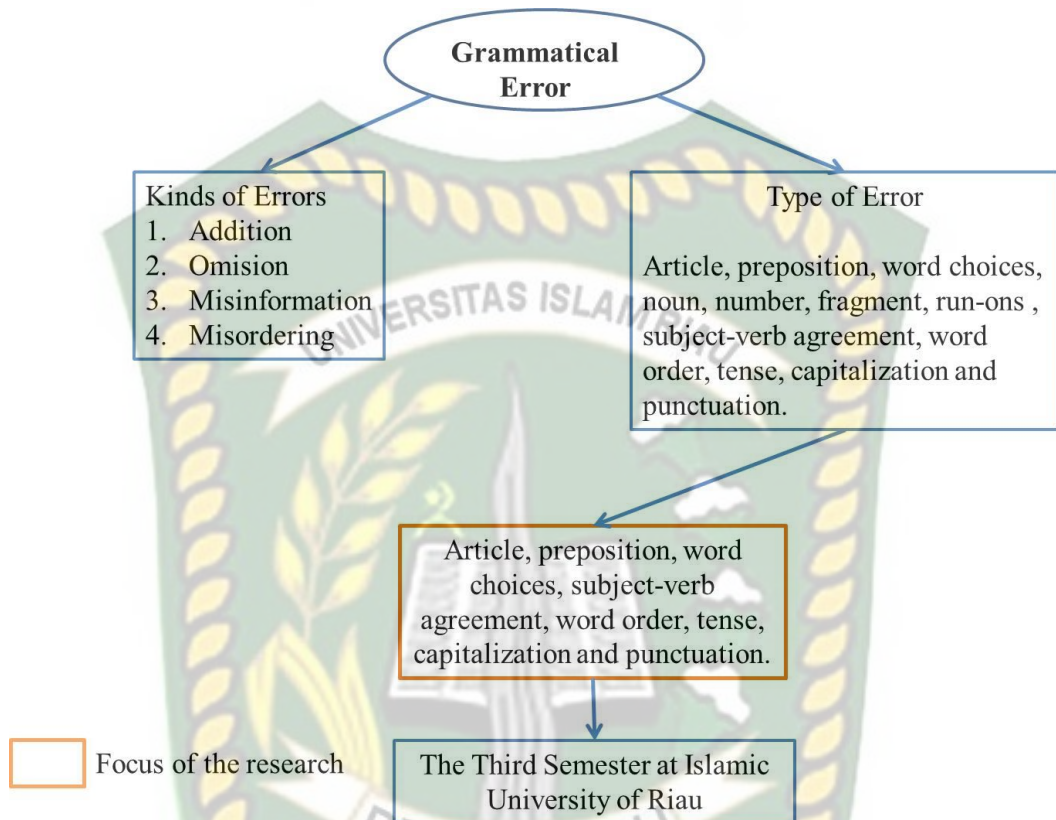 Grammatical
Error
Kinds of Errors
1. Addition
2. Omision
3. Misinformation
4. Misordering
Type of Error
Article, preposition, word choices,
noun, number, fragment, run-ons ,
subject-verb agreement, word
order, tense, capitalization and
punctuation.
UNIVERSITAS ISLAM RIAU
Article, preposition, word
choices, subject-verb
agreement, word order, tense,
capitalization and punctuation.
Focus of the research
The Third Semester at Islamic
University of Riau